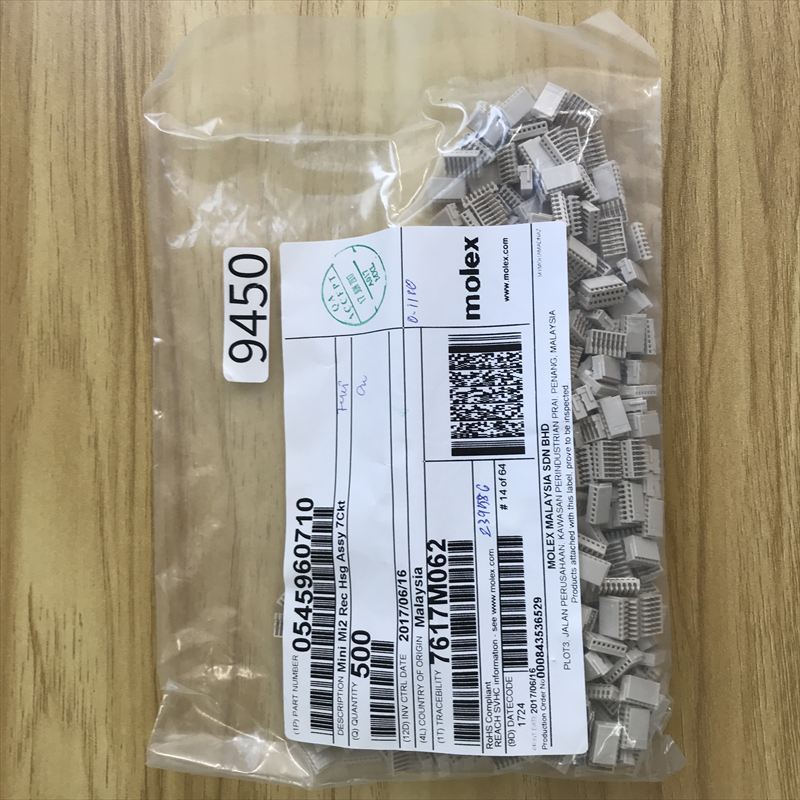 9450
(1P) PART NUMBER 0545960710
DESCRIPTION Mini Mi2 Rec Hsg Assy 7Ckt
(Q) QUANTITY 500
(12D) INV CTRL DATE 2017/06/16
(4L) COUNTRY OF ORIGIN Malaysia
(1T) TRACEABILITY 7617M062
RoHS Compliant
REACH SVHC information - see www.molex.com
(9D) DATECODE
1724
# 14 of 64
2017/06/16
Production Order No: 000843536529
MOLEX MALAYSIA SDN BHD
PLOT3, JALAN PERUSAHAAN, KAWASAN PERINDUSTRIAN PRAI, PENANG, MALAYSIA
Products attached with this label, prove to be inspected
molex
www.molex.com
QA
ACCEPT